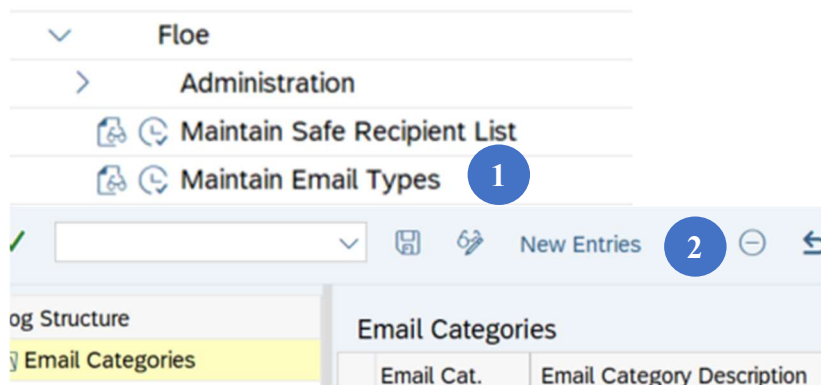 Floe
Administration
Maintain Safe Recipient List
Maintain Email Types 1
New Entries 2
og Structure
Email Categories
Email Categories
Email Cat. Email Category Description